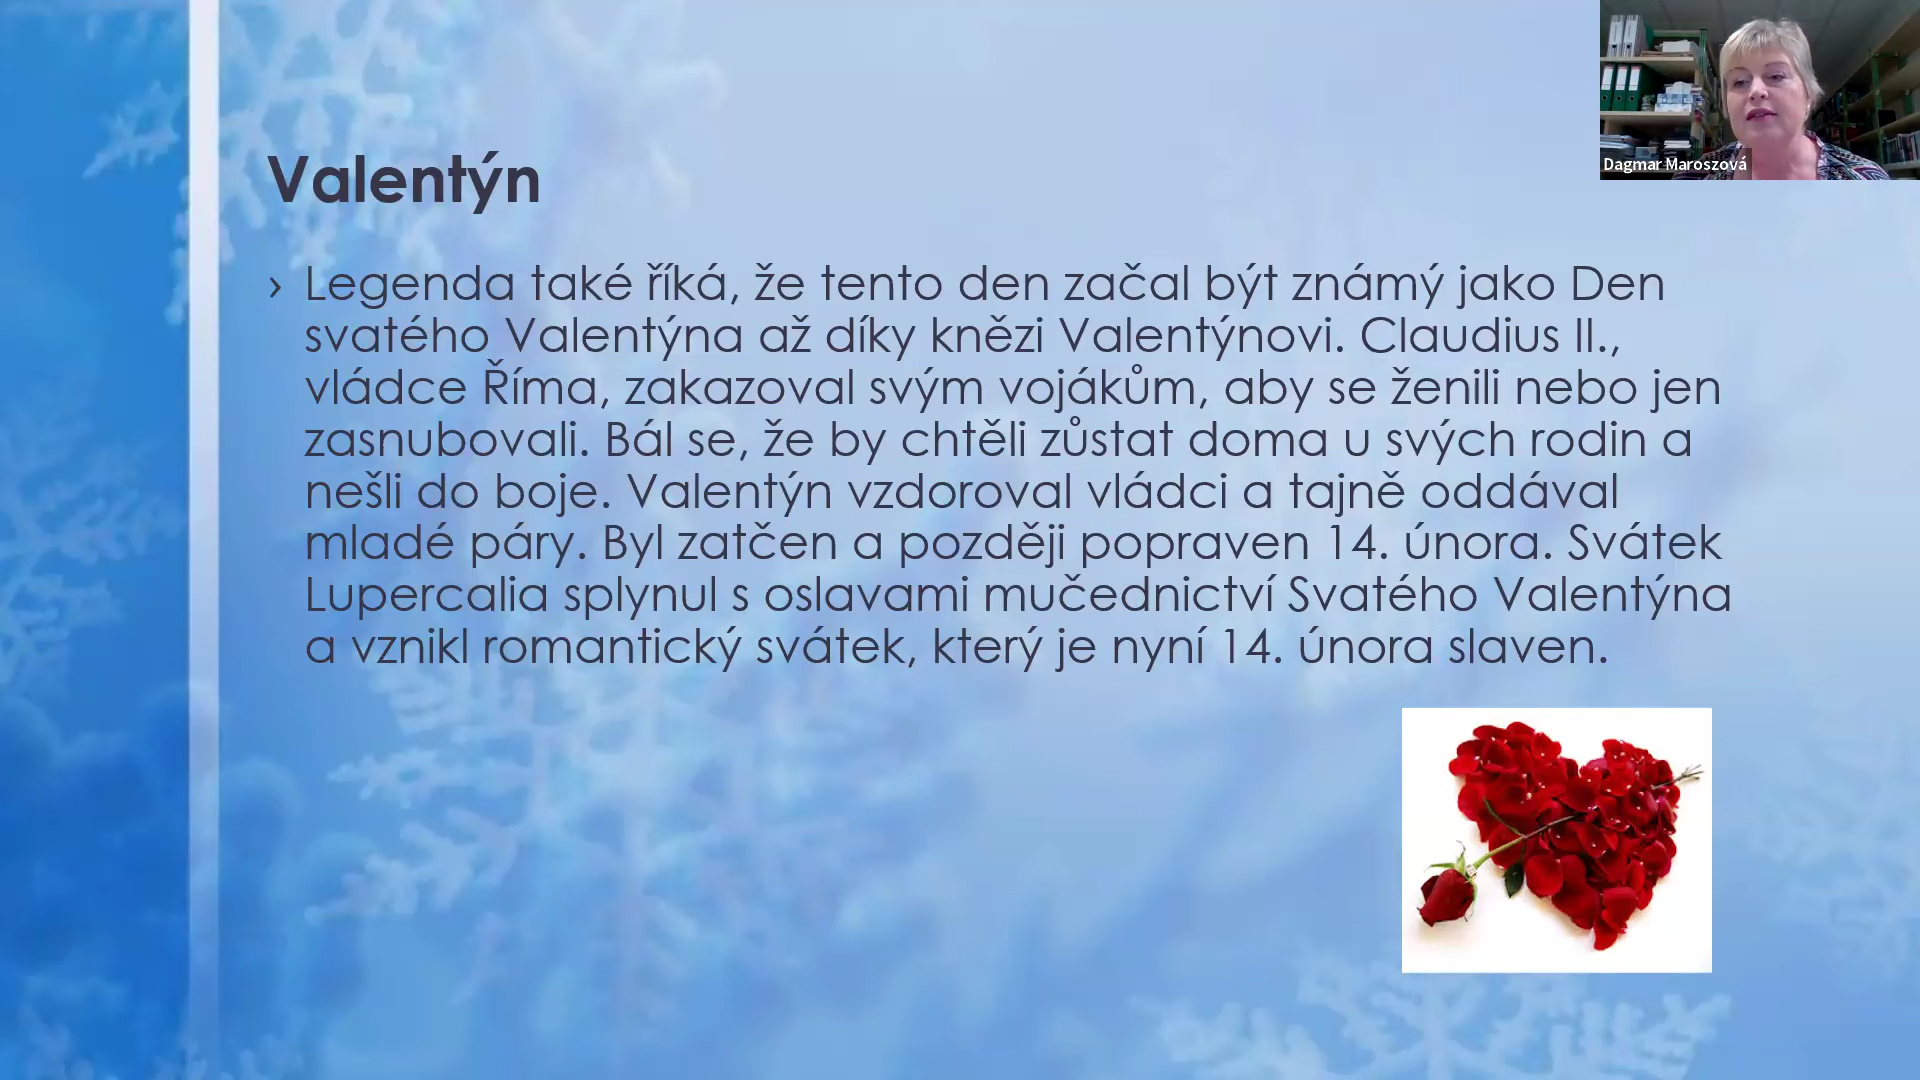 Valentýn
› Legenda také říká, že tento den začal být známý jako Den
svatého Valentýna až díky knězi Valentýnovi. Claudius II.,
vládce Říma, zakazoval svým vojákům, aby se ženili nebo jen
zasnubovali. Bál se, že by chtěli zůstat doma u svých rodin a
nešli do boje. Valentýn vzdoroval vládci a tajně oddával
mladé páry. Byl zatčen a později popraven 14. února. Svátek
Lupercalia splynul s oslavami mučednictví Svatého Valentýna
a vznikl romantický svátek, který je nyní 14. února slaven.
Dagmar Maroszová